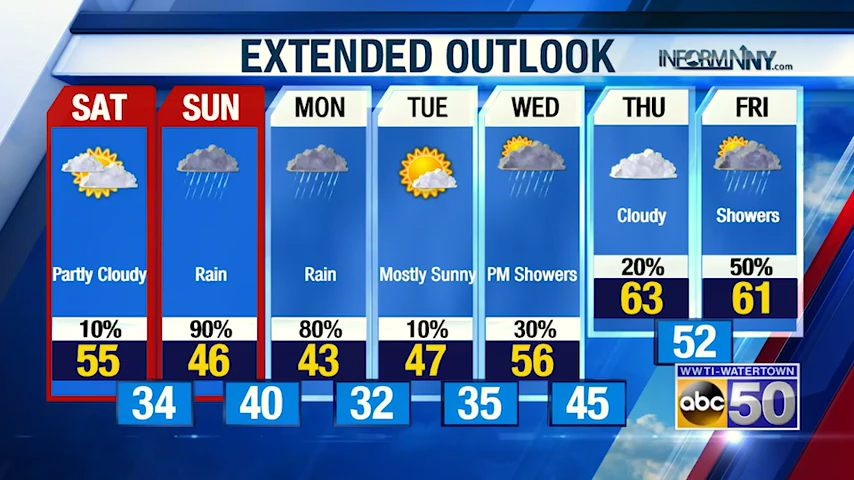 EXTENDED OUTLOOK
INFORMNNY.com
SAT SUN MON TUE WED THU FRI
Partly Cloudy Rain Rain Mostly Sunny PM Showers Cloudy Showers
10% 90% 80% 10% 30% 20% 50%
55 46 43 47 56 63 61
34 40 32 35 45 52
WWTI-WATERTOWN
abc 50